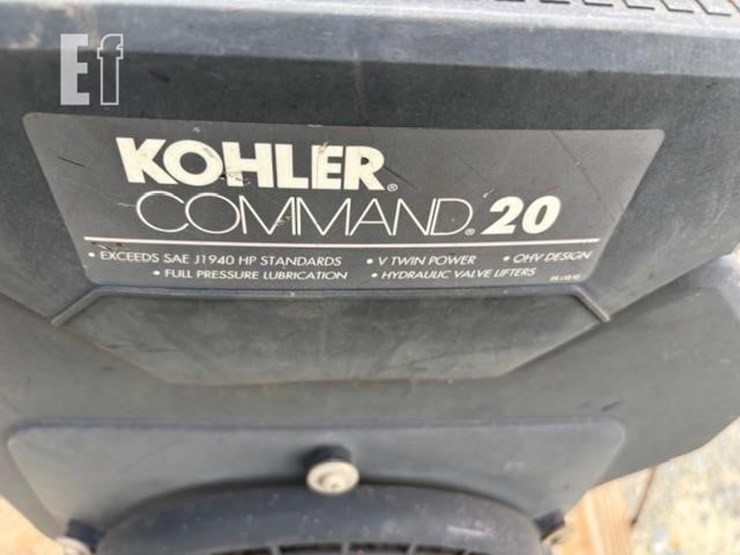 Ef
KOHLER®
COMMAND® 20
• EXCEEDS SAE J1940 HP STANDARDS • V TWIN POWER • OHV DESIGN
• FULL PRESSURE LUBRICATION • HYDRAULIC VALVE LIFTERS